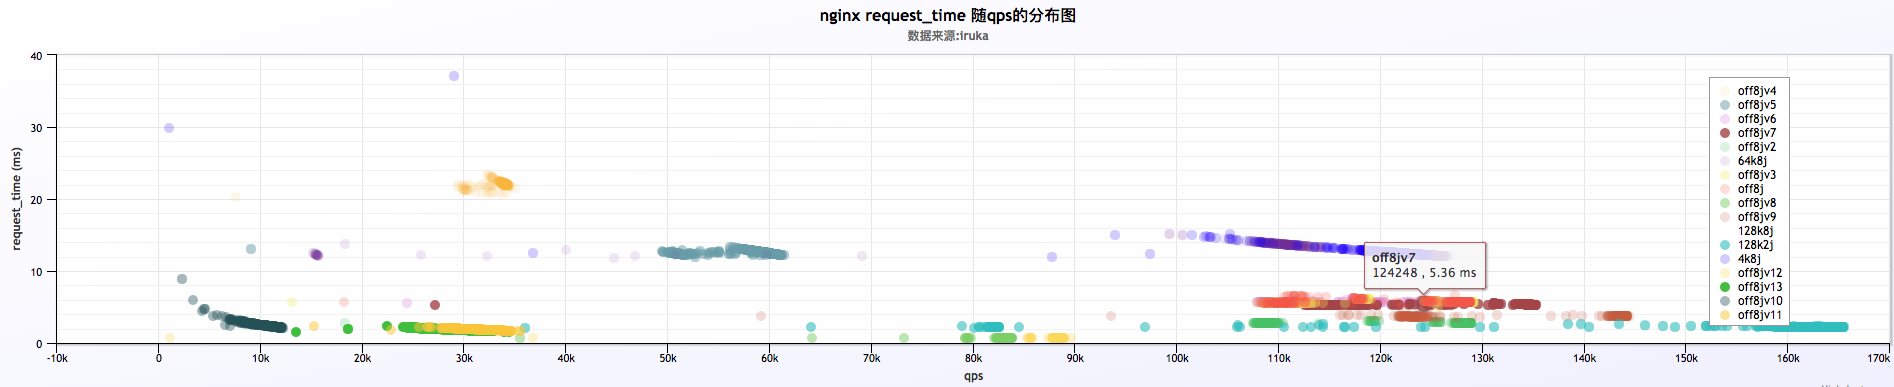 nginx request_time 随qps的分布图
数据来源:iruka
request_time (ms)
40
30
20
10
0
-10k
0
10k
20k
30k
40k
50k
60k
70k
80k
90k
100k
110k
120k
130k
140k
150k
160k
170k
qps
off8jv7
124248 , 5.36 ms
off8jv4
off8jv5
off8jv6
off8jv7
off8jv2
64k8j
off8jv3
off8j
off8jv8
off8jv9
128k8j
128k2j
4k8j
off8jv12
off8jv13
off8jv10
off8jv11